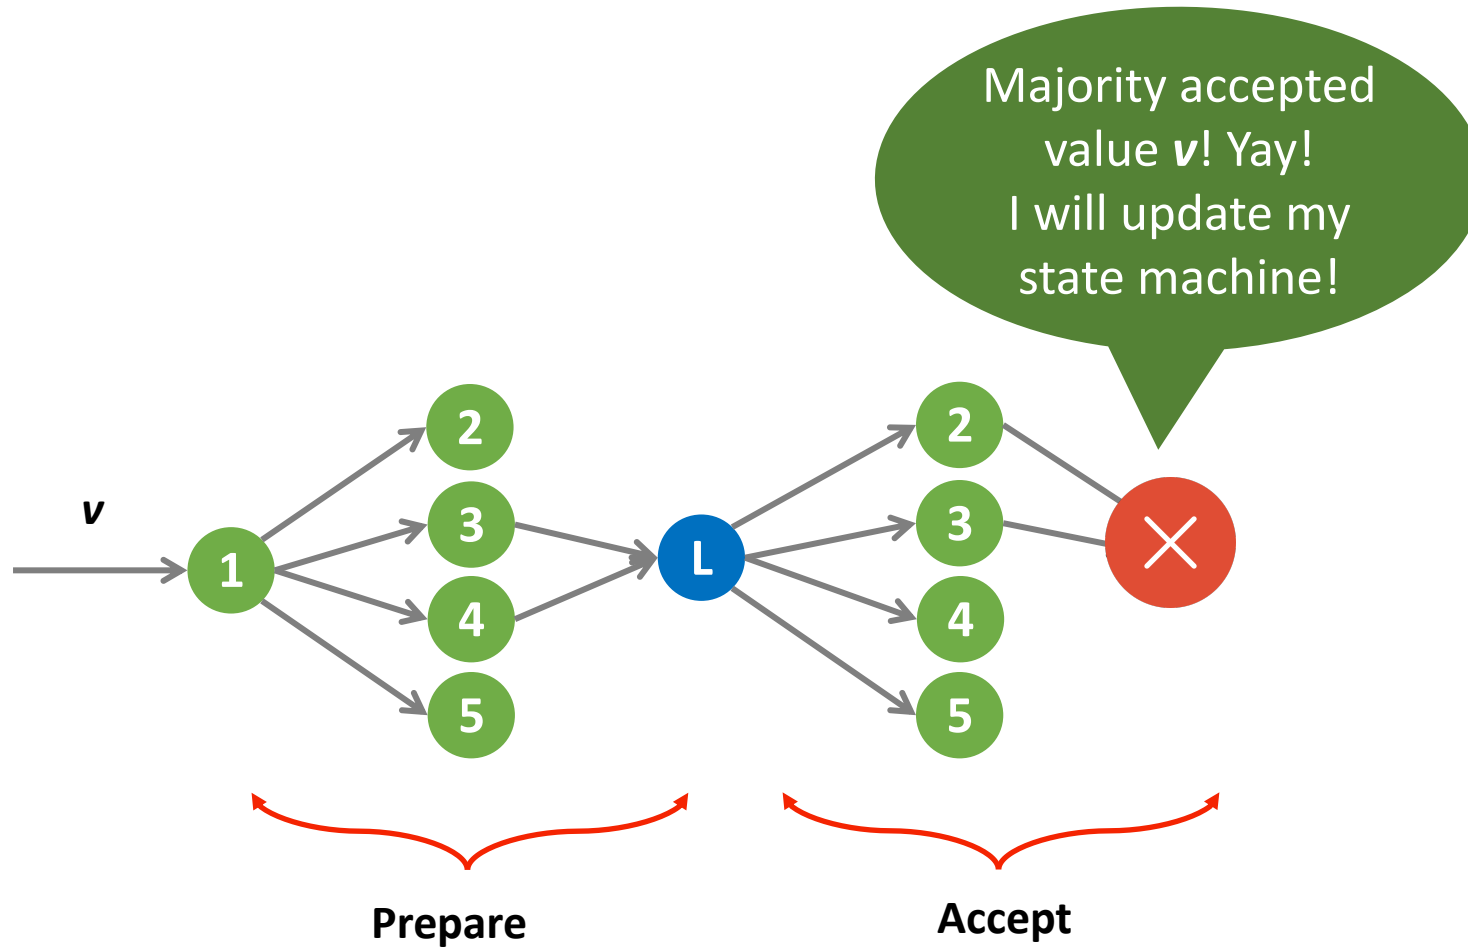 Majority accepted
value v! Yay!
I will update my
state machine!
v
1
2
3
4
5
L
2
3
4
5
Prepare
Accept